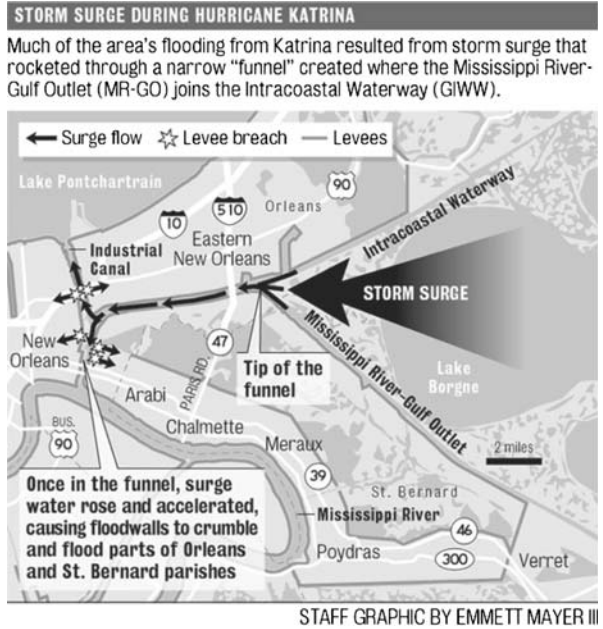 STORM SURGE DURING HURRICANE KATRINA
Much of the area's flooding from Katrina resulted from storm surge that
rocketed through a narrow “funnel” created where the Mississippi River-
Gulf Outlet (MR-GO) joins the Intracoastal Waterway (GIWW).
Surge flow
Levee breach
Levees
Lake Pontchartrain
90
510
Orleans
10
Eastern
New Orleans
Intracoastal Waterway
Industrial
Canal
STORM SURGE
New
Orleans
47
Tip of the
funnel
Mississippi River-Gulf Outlet
Lake
Borgne
PARIS RD.
Arabi
BUS.
90
Chalmette
Meraux
2 miles
39
Once in the funnel, surge
water rose and accelerated,
causing floodwalls to crumble
and flood parts of Orleans
and St. Bernard parishes
St. Bernard
Mississippi River
46
Poydras
300
Verret
STAFF GRAPHIC BY EMMETT MAYER III